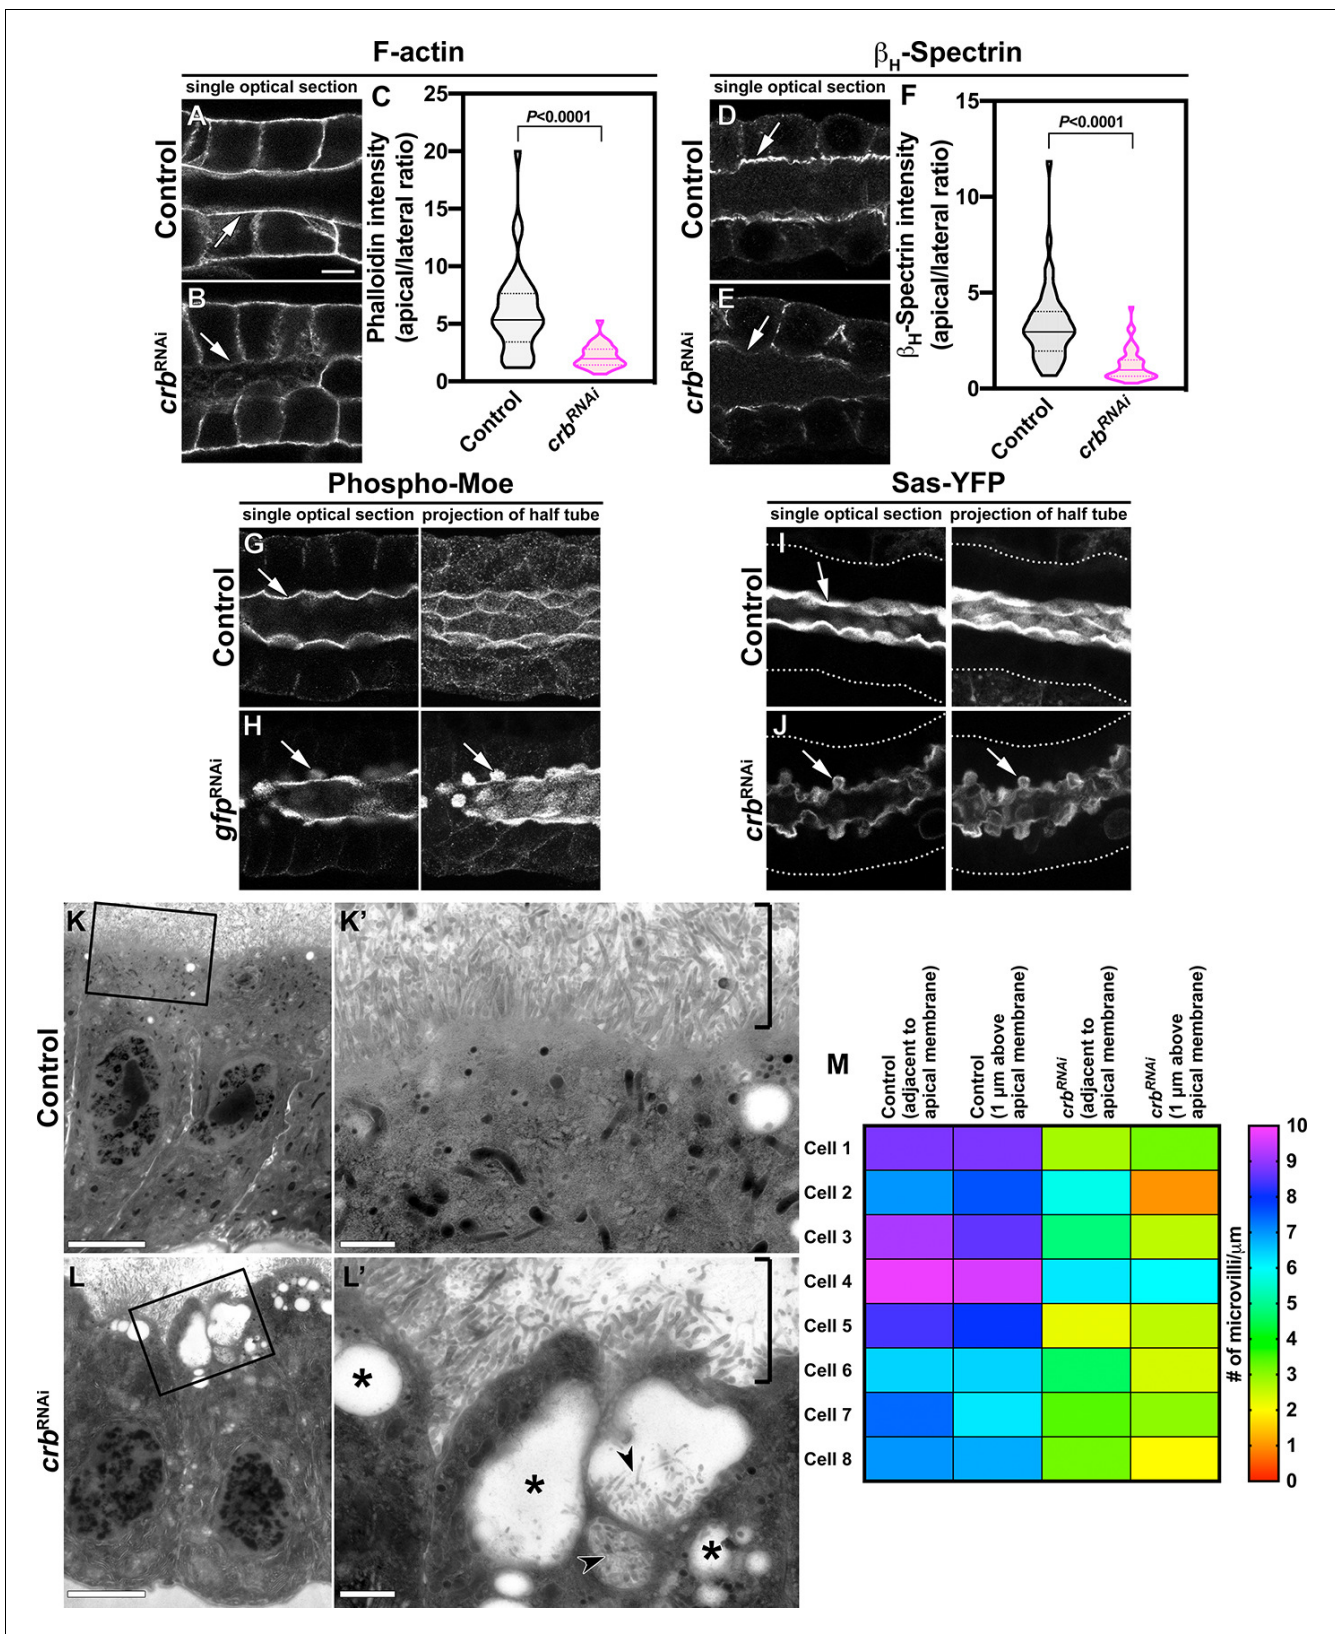 F-actin
β_H-Spectrin
single optical section
single optical section
A
C
D
F
Control
Control
Phalloidin intensity
(apical/lateral ratio)
25
20
15
10
5
0
P<0.0001
β_H-Spectrin intensity
(apical/lateral ratio)
15
10
5
0
P<0.0001
B
E
crbRNAi
crbRNAi
Control
crbRNAi
Control
crbRNAi
Phospho-Moe
Sas-YFP
single optical section
projection of half tube
single optical section
projection of half tube
G
I
Control
Control
H
J
gfpRNAi
crbRNAi
K
K’
Control
L
L’
crbRNAi
*
*
*
M
Control
(adjacent to
apical membrane)
Control
(1 µm above
apical membrane)
crbRNAi
(adjacent to
apical membrane)
crbRNAi
(1 µm above
apical membrane)
Cell 1
Cell 2
Cell 3
Cell 4
Cell 5
Cell 6
Cell 7
Cell 8
# of microvilli/µm
10
9
8
7
6
5
4
3
2
1
0